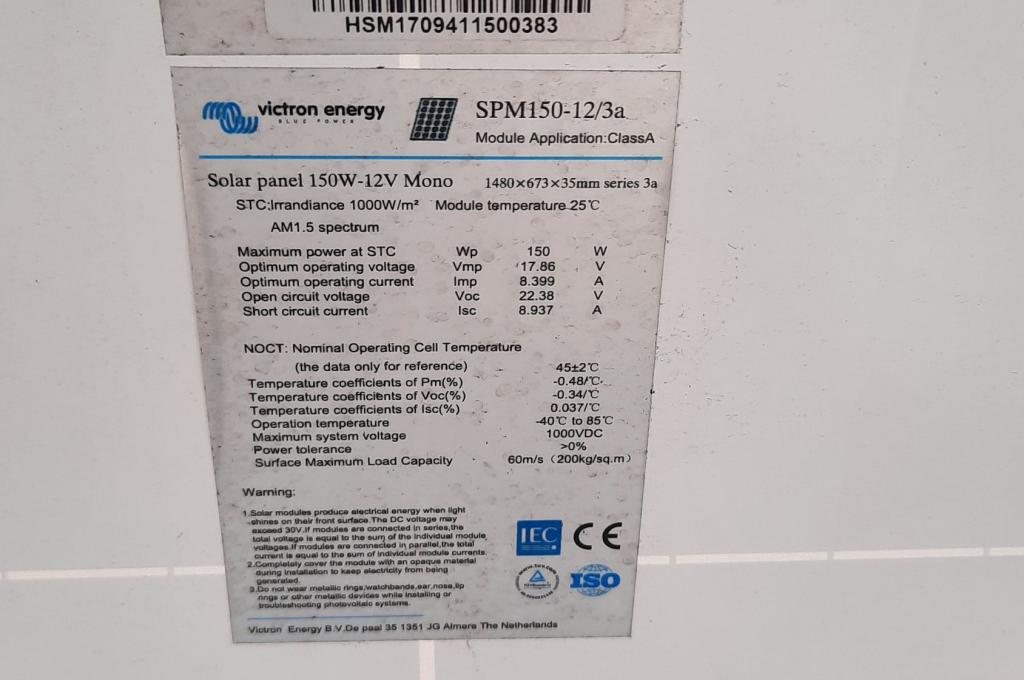 HSM1709411500383
victron energy
BLUE POWER
SPM150-12/3a
Module Application:ClassA
Solar panel 150W-12V Mono 1480×673×35mm series 3a
STC:Irrandiance 1000W/m² Module temperature 25℃
AM1.5 spectrum
Maximum power at STC Wp 150 W
Optimum operating voltage Vmp 17.86 V
Optimum operating current Imp 8.399 A
Open circuit voltage Voc 22.38 V
Short circuit current Isc 8.937 A
NOCT: Nominal Operating Cell Temperature
(the data only for reference) 45±2℃
Temperature coefficients of Pm(%) -0.48/℃
Temperature coefficients of Voc(%) -0.34/℃
Temperature coefficients of Isc(%) 0.037/℃
Operation temperature -40℃ to 85℃
Maximum system voltage 1000VDC
Power tolerance >0%
Surface Maximum Load Capacity 60m/s (200kg/sq.m)
Warning:
1.Solar modules produce electrical energy when light
shines on their front surface.The DC voltage may
exceed 30V.If modules are connected in series,the
total voltage is equal to the sum of the individual module
voltages.If modules are connected in parallel,the total
current is equal to the sum of individual module currents.
2.Completely cover the module with an opaque material
during installation to keep electricity from being
generated.
3.Do not wear metallic rings,watchbands,ear,nose,lip
rings or other metallic devices while installing or
troubleshooting photovoltaic systems.
IEC
CE
ISO
Victron Energy B.V.De paal 35 1351 JG Almere The Netherlands